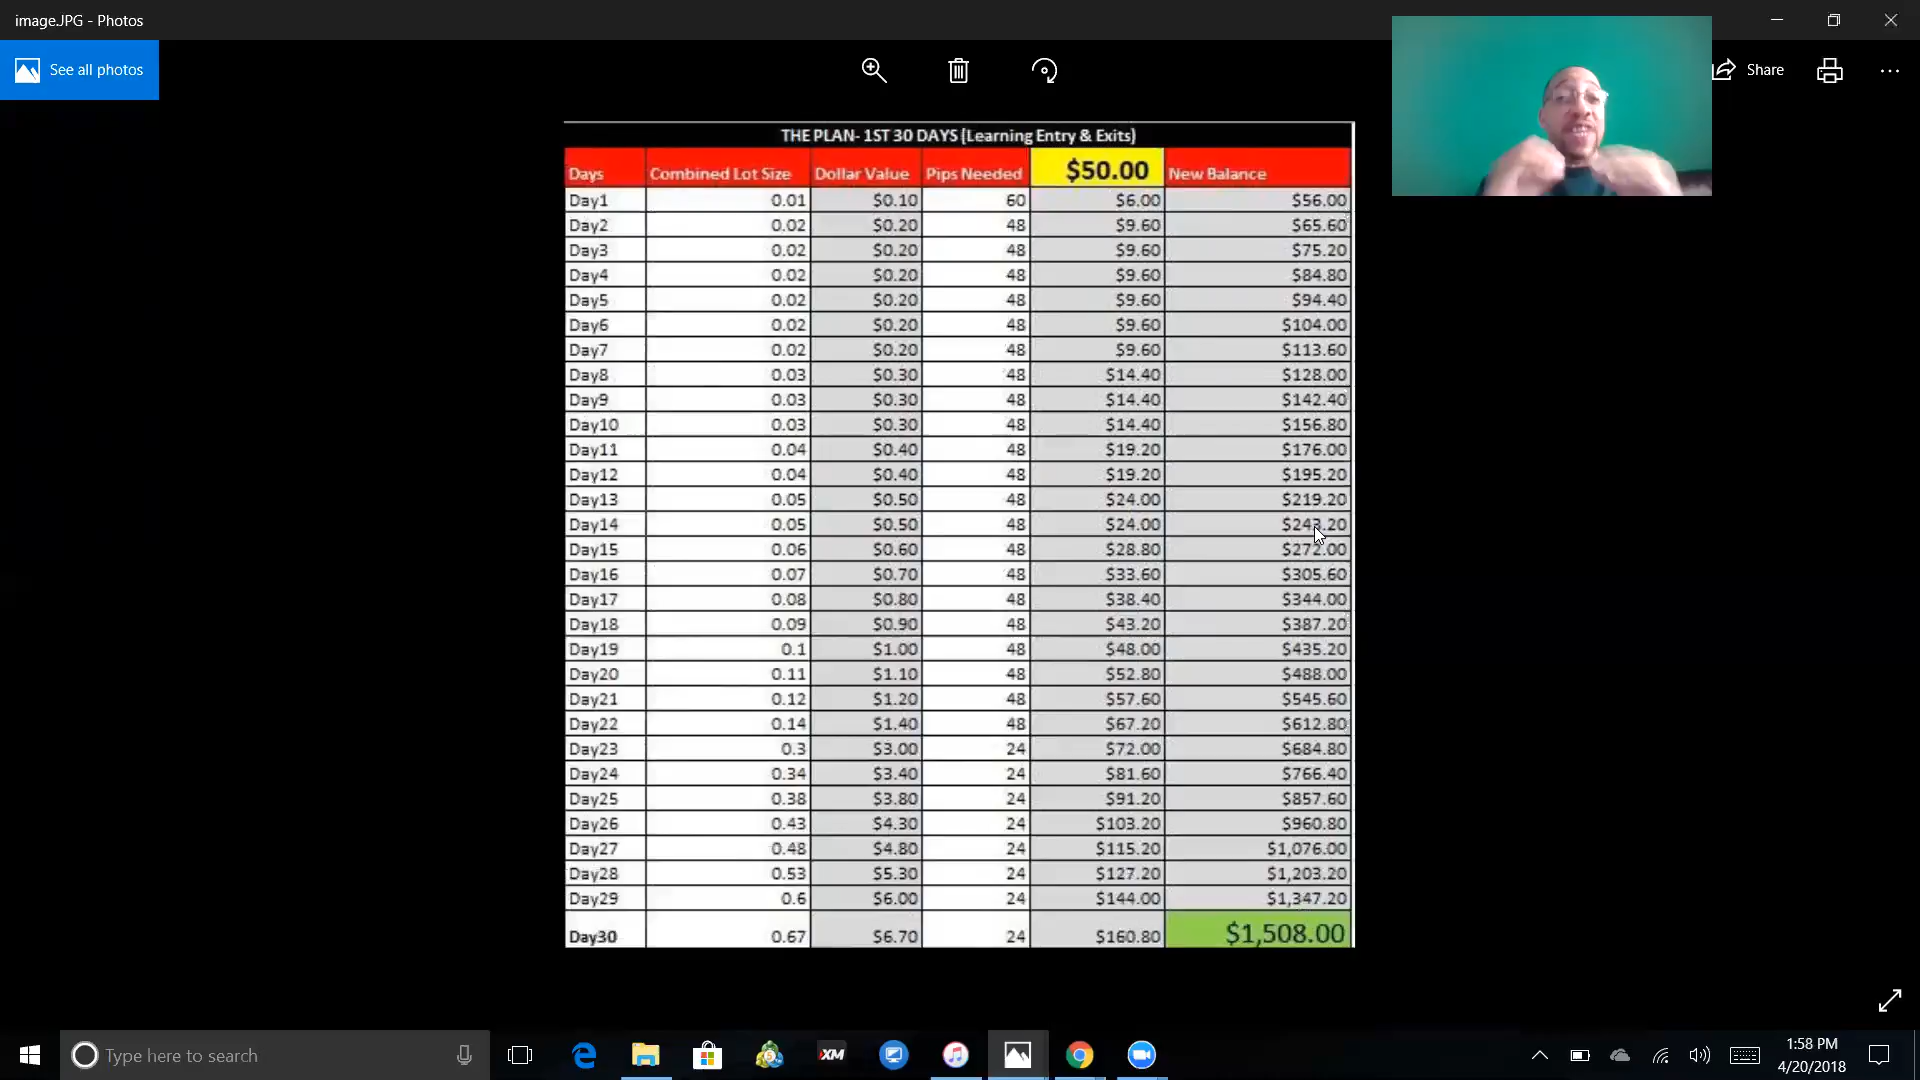 image.JPG - Photos
See all photos
Share
THE PLAN- 1ST 30 DAYS (Learning Entry & Exits)
Days Combined Lot Size Dollar Value Pips Needed $50.00 New Balance
Day1 0.01 $0.10 60 $6.00 $56.00
Day2 0.02 $0.20 48 $9.60 $65.60
Day3 0.02 $0.20 48 $9.60 $75.20
Day4 0.02 $0.20 48 $9.60 $84.80
Day5 0.02 $0.20 48 $9.60 $94.40
Day6 0.02 $0.20 48 $9.60 $104.00
Day7 0.02 $0.20 48 $9.60 $113.60
Day8 0.03 $0.30 48 $14.40 $128.00
Day9 0.03 $0.30 48 $14.40 $142.40
Day10 0.03 $0.30 48 $14.40 $156.80
Day11 0.04 $0.40 48 $19.20 $176.00
Day12 0.04 $0.40 48 $19.20 $195.20
Day13 0.05 $0.50 48 $24.00 $219.20
Day14 0.05 $0.50 48 $24.00 $243.20
Day15 0.06 $0.60 48 $28.80 $272.00
Day16 0.07 $0.70 48 $33.60 $305.60
Day17 0.08 $0.80 48 $38.40 $344.00
Day18 0.09 $0.90 48 $43.20 $387.20
Day19 0.1 $1.00 48 $48.00 $435.20
Day20 0.11 $1.10 48 $52.80 $488.00
Day21 0.12 $1.20 48 $57.60 $545.60
Day22 0.14 $1.40 48 $67.20 $612.80
Day23 0.3 $3.00 24 $72.00 $684.80
Day24 0.34 $3.40 24 $81.60 $766.40
Day25 0.38 $3.80 24 $91.20 $857.60
Day26 0.43 $4.30 24 $103.20 $960.80
Day27 0.48 $4.80 24 $115.20 $1,076.00
Day28 0.53 $5.30 24 $127.20 $1,203.20
Day29 0.6 $6.00 24 $144.00 $1,347.20
Day30 0.67 $6.70 24 $160.80 $1,508.00
Type here to search
XM
1:58 PM
4/20/2018